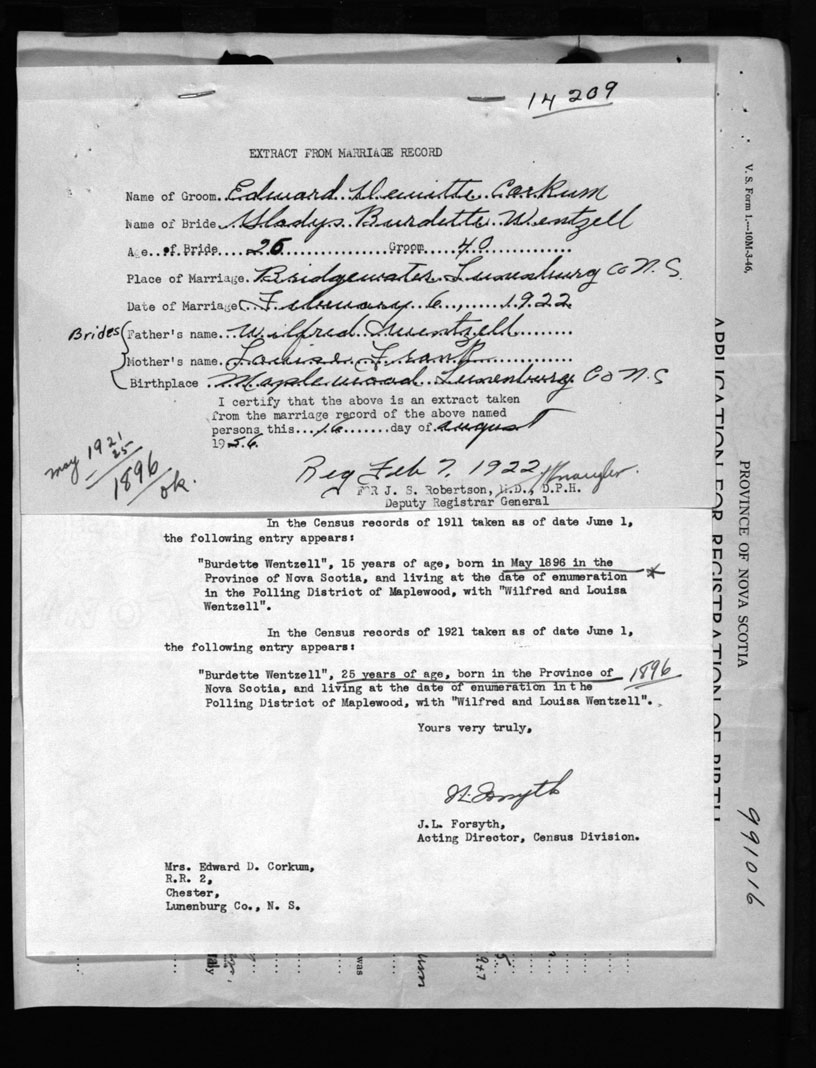 14209
EXTRACT FROM MARRIAGE RECORD
Name of Groom. Edward Dewitte Corkum
Name of Bride. Gladys Burdette Wentzell
Age of Bride 26 Groom 40
Place of Marriage. Bridgewater Lunenburg Co N.S.
Date of Marriage February 6, 1922
Brides Father's name. Wilfred Wentzell
Mother's name. Louise Frank
Birthplace Maplewood Lunenburg Co N.S
I certify that the above is an extract taken
from the marriage record of the above named
persons this 16 day of August
1956.
may 1921
25
1896
ok.
Reg Feb 7, 1922
FOR J. S. Robertson, M.D., D.P.H.
Deputy Registrar General
In the Census records of 1911 taken as of date June 1,
the following entry appears:
"Burdette Wentzell", 15 years of age, born in May 1896 in the
Province of Nova Scotia, and living at the date of enumeration *
in the Polling District of Maplewood, with "Wilfred and Louisa
Wentzell".
In the Census records of 1921 taken as of date June 1,
the following entry appears:
"Burdette Wentzell", 25 years of age, born in the Province of 1896
Nova Scotia, and living at the date of enumeration in the
Polling District of Maplewood, with "Wilfred and Louisa Wentzell".
Yours very truly,
J.L. Forsyth
J.L. Forsyth,
Acting Director, Census Division.
Mrs. Edward D. Corkum,
R.R. 2,
Chester,
Lunenburg Co., N. S.
V. S. Form 1.—10M-3-46.
PROVINCE OF NOVA SCOTIA
APPLICATION FOR REGISTRATION OF BIRTH
991016
was